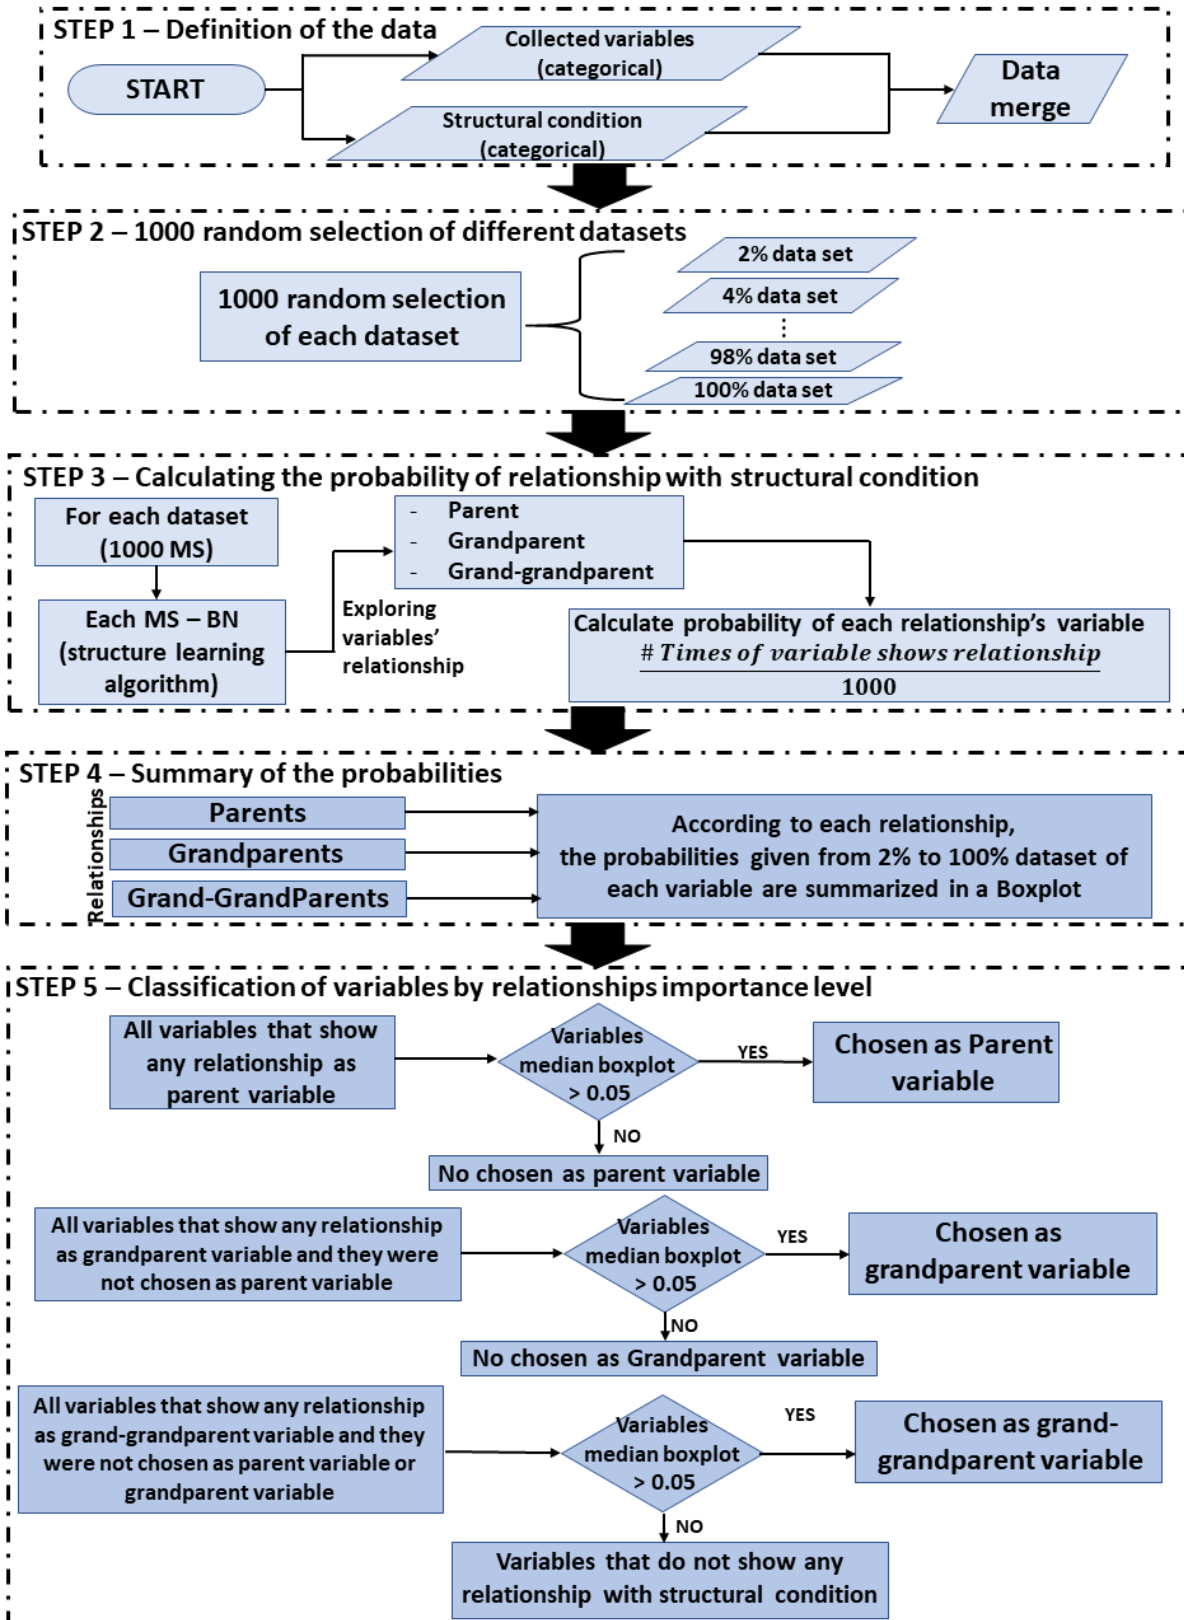 STEP 1 – Definition of the data
START
Collected variables
(categorical)
Structural condition
(categorical)
Data
merge
STEP 2 – 1000 random selection of different datasets
1000 random selection
of each dataset
2% data set
4% data set
⋮
98% data set
100% data set
STEP 3 – Calculating the probability of relationship with structural condition
For each dataset
(1000 MS)
Each MS – BN
(structure learning
algorithm)
Exploring
variables’
relationship
- Parent
- Grandparent
- Grand-grandparent
Calculate probability of each relationship’s variable
# Times of variable shows relationship
1000
STEP 4 – Summary of the probabilities
Relationships
Parents
Grandparents
Grand-GrandParents
According to each relationship,
the probabilities given from 2% to 100% dataset of
each variable are summarized in a Boxplot
STEP 5 – Classification of variables by relationships importance level
All variables that show
any relationship as
parent variable
Variables
median boxplot
> 0.05
YES
Chosen as Parent
variable
NO
No chosen as parent variable
All variables that show any relationship
as grandparent variable and they were
not chosen as parent variable
Variables
median boxplot
> 0.05
YES
Chosen as
grandparent variable
NO
No chosen as Grandparent variable
All variables that show any relationship
as grand-grandparent variable and they
were not chosen as parent variable or
grandparent variable
Variables
median boxplot
> 0.05
YES
Chosen as grand-
grandparent variable
NO
Variables that do not show any
relationship with structural condition